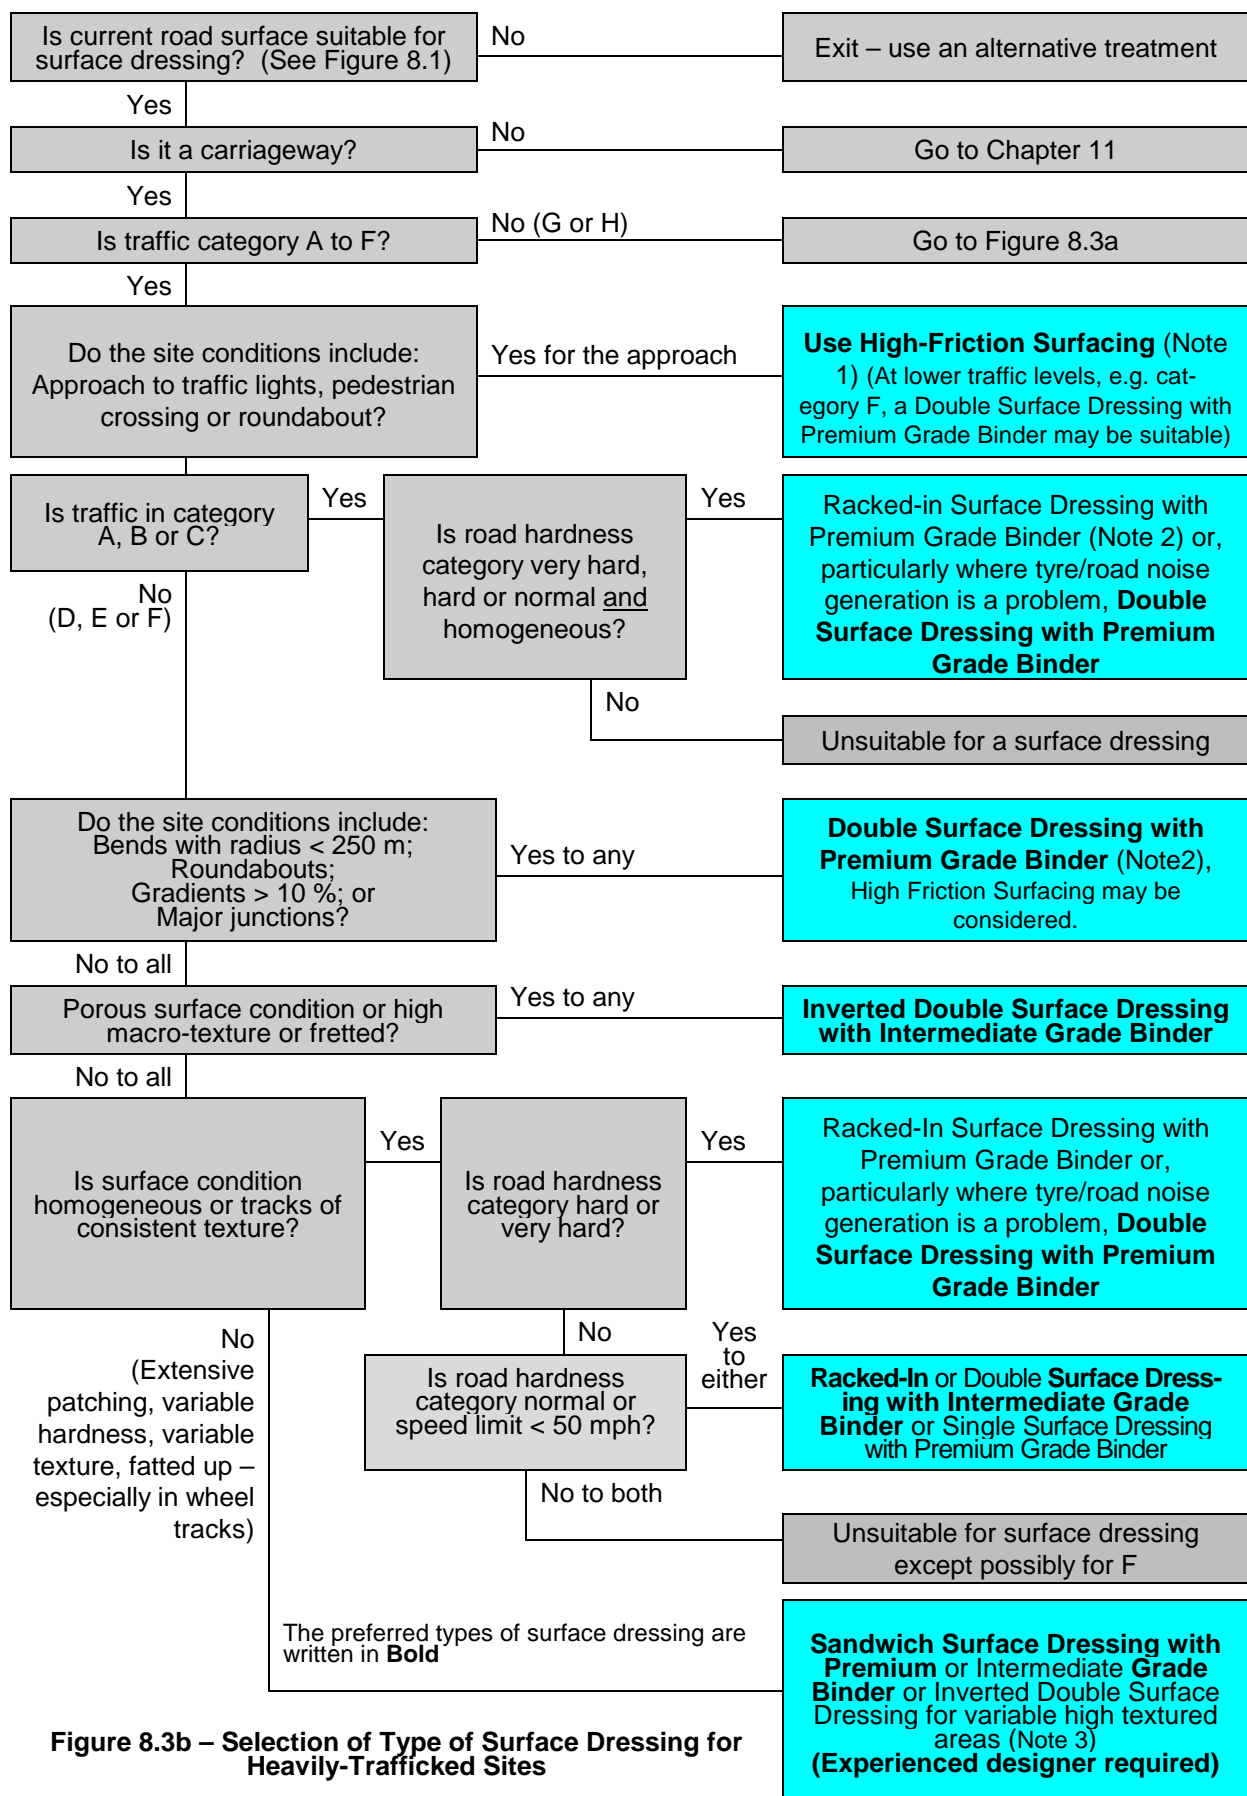 Is current road surface suitable for
surface dressing?  (See Figure 8.1)
No
Exit – use an alternative treatment
Yes
Is it a carriageway?
No
Go to Chapter 11
Yes
Is traffic category A to F?
No (G or H)
Go to Figure 8.3a
Yes
Do the site conditions include:
Approach to traffic lights, pedestrian
crossing or roundabout?
Yes for the approach
Use High-Friction Surfacing (Note
1) (At lower traffic levels, e.g. cat-
egory F, a Double Surface Dressing with
Premium Grade Binder may be suitable)
Is traffic in category
A, B or C?
Yes
Is road hardness
category very hard,
hard or normal and
homogeneous?
Yes
Racked-in Surface Dressing with
Premium Grade Binder (Note 2) or,
particularly where tyre/road noise
generation is a problem, Double
Surface Dressing with Premium
Grade Binder
No
(D, E or F)
No
Unsuitable for a surface dressing
Do the site conditions include:
Bends with radius < 250 m;
Roundabouts;
Gradients > 10 %; or
Major junctions?
Yes to any
Double Surface Dressing with
Premium Grade Binder (Note2),
High Friction Surfacing may be
considered.
No to all
Porous surface condition or high
macro-texture or fretted?
Yes to any
Inverted Double Surface Dressing
with Intermediate Grade Binder
No to all
Is surface condition
homogeneous or tracks of
consistent texture?
Yes
Is road hardness
category hard or
very hard?
Yes
Racked-In Surface Dressing with
Premium Grade Binder or,
particularly where tyre/road noise
generation is a problem, Double
Surface Dressing with Premium
Grade Binder
No
(Extensive
patching, variable
hardness, variable
texture, fatted up –
especially in wheel
tracks)
No
Is road hardness
category normal or
speed limit < 50 mph?
Yes
to
either
Racked-In or Double Surface Dress-
ing with Intermediate Grade
Binder or Single Surface Dressing
with Premium Grade Binder
No to both
Unsuitable for surface dressing
except possibly for F
The preferred types of surface dressing are
written in Bold
Sandwich Surface Dressing with
Premium or Intermediate Grade
Binder or Inverted Double Surface
Dressing for variable high textured
areas (Note 3)
(Experienced designer required)
Figure 8.3b – Selection of Type of Surface Dressing for
Heavily-Trafficked Sites